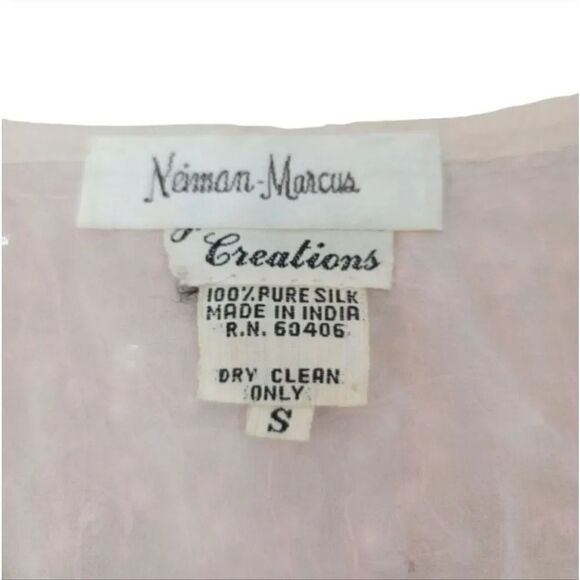 Neiman-Marcus
Creations
100% PURE SILK
MADE IN INDIA
R.N. 60406
DRY CLEAN
ONLY
S